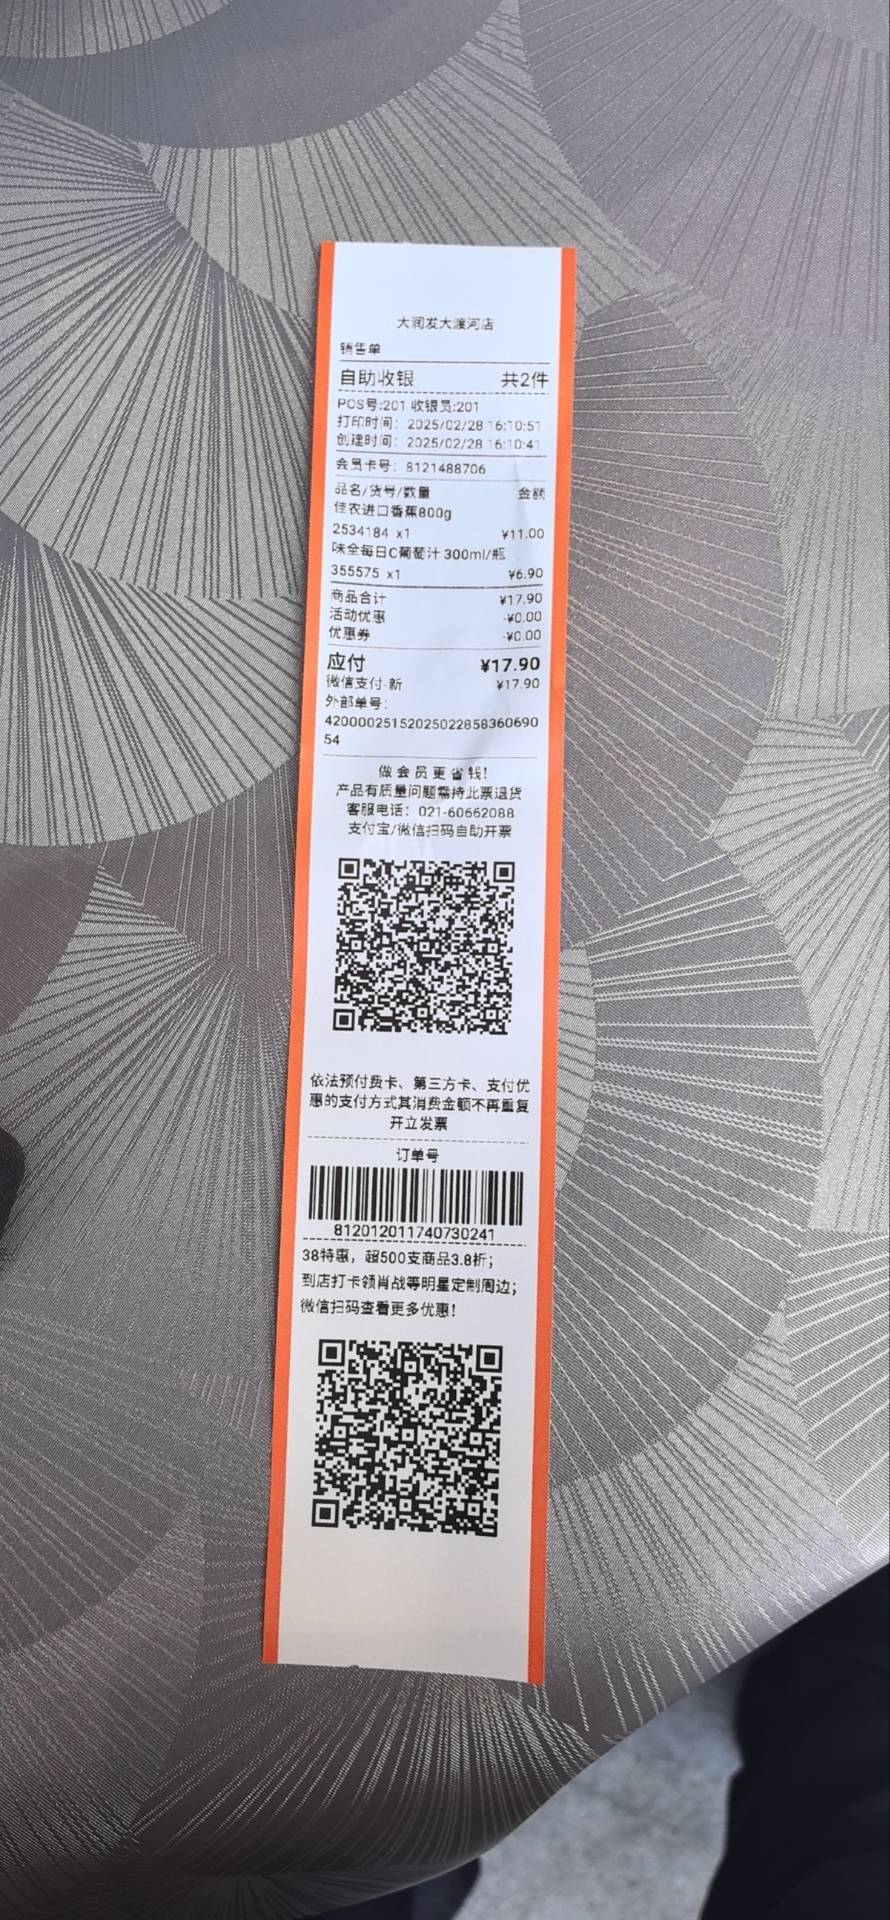 大润发大渡河店
销售单
自助收银 共2件
POS号:201 收银员:201
打印时间: 2025/02/28 16:10:51
创建时间: 2025/02/28 16:10:41
会员卡号: 8121488706
品名/货号/数量 金额
佳农进口香蕉800g
2534184 x1 ¥11.00
味全每日C葡萄汁 300ml/瓶
355575 x1 ¥6.90
商品合计 ¥17.90
活动优惠 -¥0.00
优惠券 -¥0.00
应付 ¥17.90
微信支付-新 ¥17.90
外部单号:
42000025152025022858360690
54
做会员更省钱!
产品有质量问题需持此票退货
客服电话: 021-60662088
支付宝/微信扫码自助开票
依法预付费卡、第三方卡、支付优
惠的支付方式其消费金额不再重复
开立发票
订单号
812012011740730241
38特惠，超500支商品3.8折；
到店打卡领肖战等明星定制周边；
微信扫码查看更多优惠!